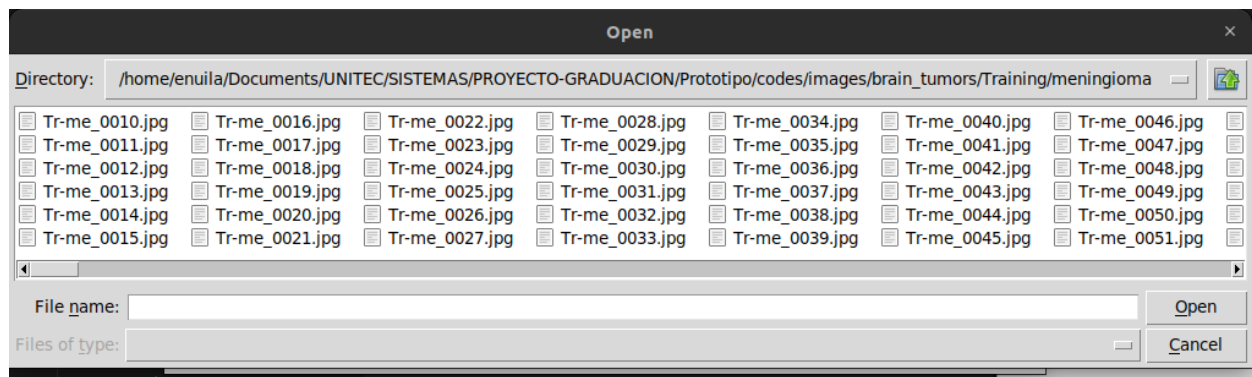 Open
Directory: /home/enuila/Documents/UNITEC/SISTEMAS/PROYECTO-GRADUACION/Prototipo/codes/images/brain_tumors/Training/meningioma
Tr-me_0010.jpg Tr-me_0016.jpg Tr-me_0022.jpg Tr-me_0028.jpg Tr-me_0034.jpg Tr-me_0040.jpg Tr-me_0046.jpg
Tr-me_0011.jpg Tr-me_0017.jpg Tr-me_0023.jpg Tr-me_0029.jpg Tr-me_0035.jpg Tr-me_0041.jpg Tr-me_0047.jpg
Tr-me_0012.jpg Tr-me_0018.jpg Tr-me_0024.jpg Tr-me_0030.jpg Tr-me_0036.jpg Tr-me_0042.jpg Tr-me_0048.jpg
Tr-me_0013.jpg Tr-me_0019.jpg Tr-me_0025.jpg Tr-me_0031.jpg Tr-me_0037.jpg Tr-me_0043.jpg Tr-me_0049.jpg
Tr-me_0014.jpg Tr-me_0020.jpg Tr-me_0026.jpg Tr-me_0032.jpg Tr-me_0038.jpg Tr-me_0044.jpg Tr-me_0050.jpg
Tr-me_0015.jpg Tr-me_0021.jpg Tr-me_0027.jpg Tr-me_0033.jpg Tr-me_0039.jpg Tr-me_0045.jpg Tr-me_0051.jpg
File name: Open
Files of type: Cancel